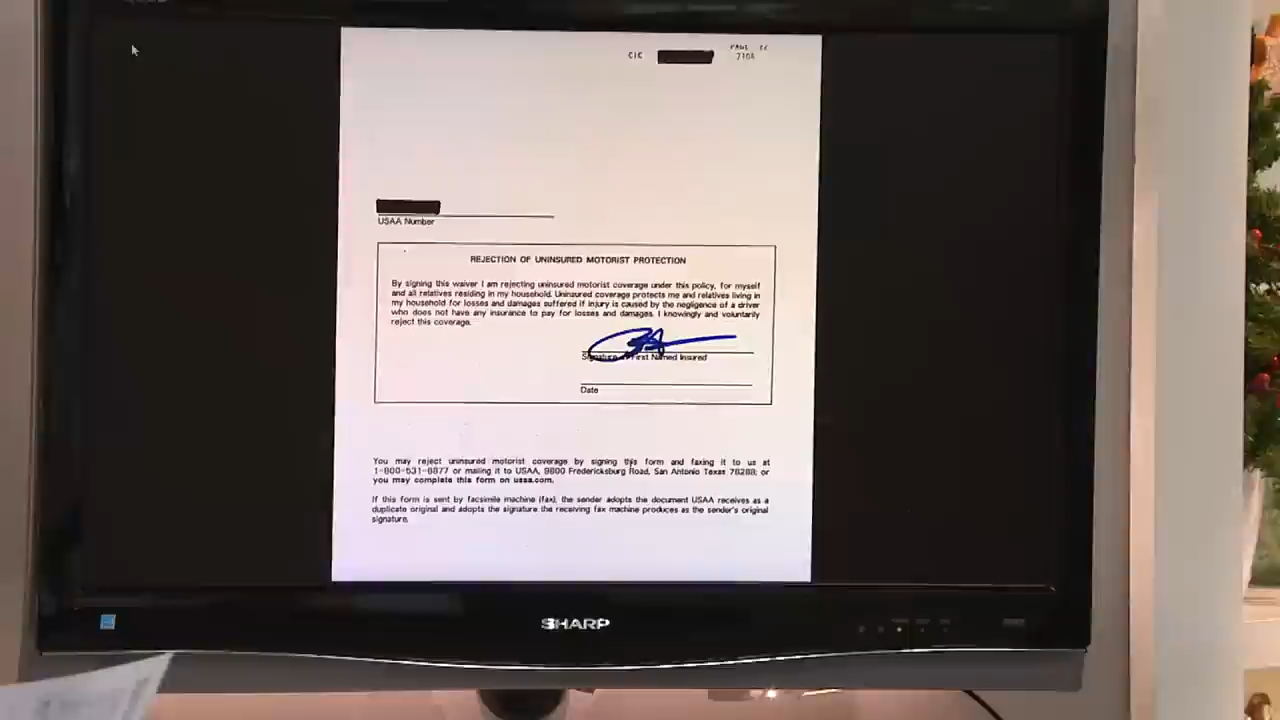 CIC
PAGE
USAA Number
REJECTION OF UNINSURED MOTORIST PROTECTION
By signing this waiver I am rejecting uninsured motorist coverage under this policy, for myself
and all relatives residing in my household. Uninsured coverage protects me and relatives living in
my household for losses and damages suffered if injury is caused by the negligence of a driver
who does not have any insurance to pay for losses and damages. I knowingly and voluntarily
reject this coverage.
Signature of First Named Insured
Date
You may reject uninsured motorist coverage by signing this form and faxing it to us at
1-800-531-8877 or mailing it to USAA, 9800 Fredericksburg Road, San Antonio Texas 78288; or
you may complete this form on usaa.com.
If this form is sent by facsimile machine (fax), the sender adopts the document USAA receives as a
duplicate original and adopts the signature the receiving fax machine produces as the sender's original
signature.
SHARP